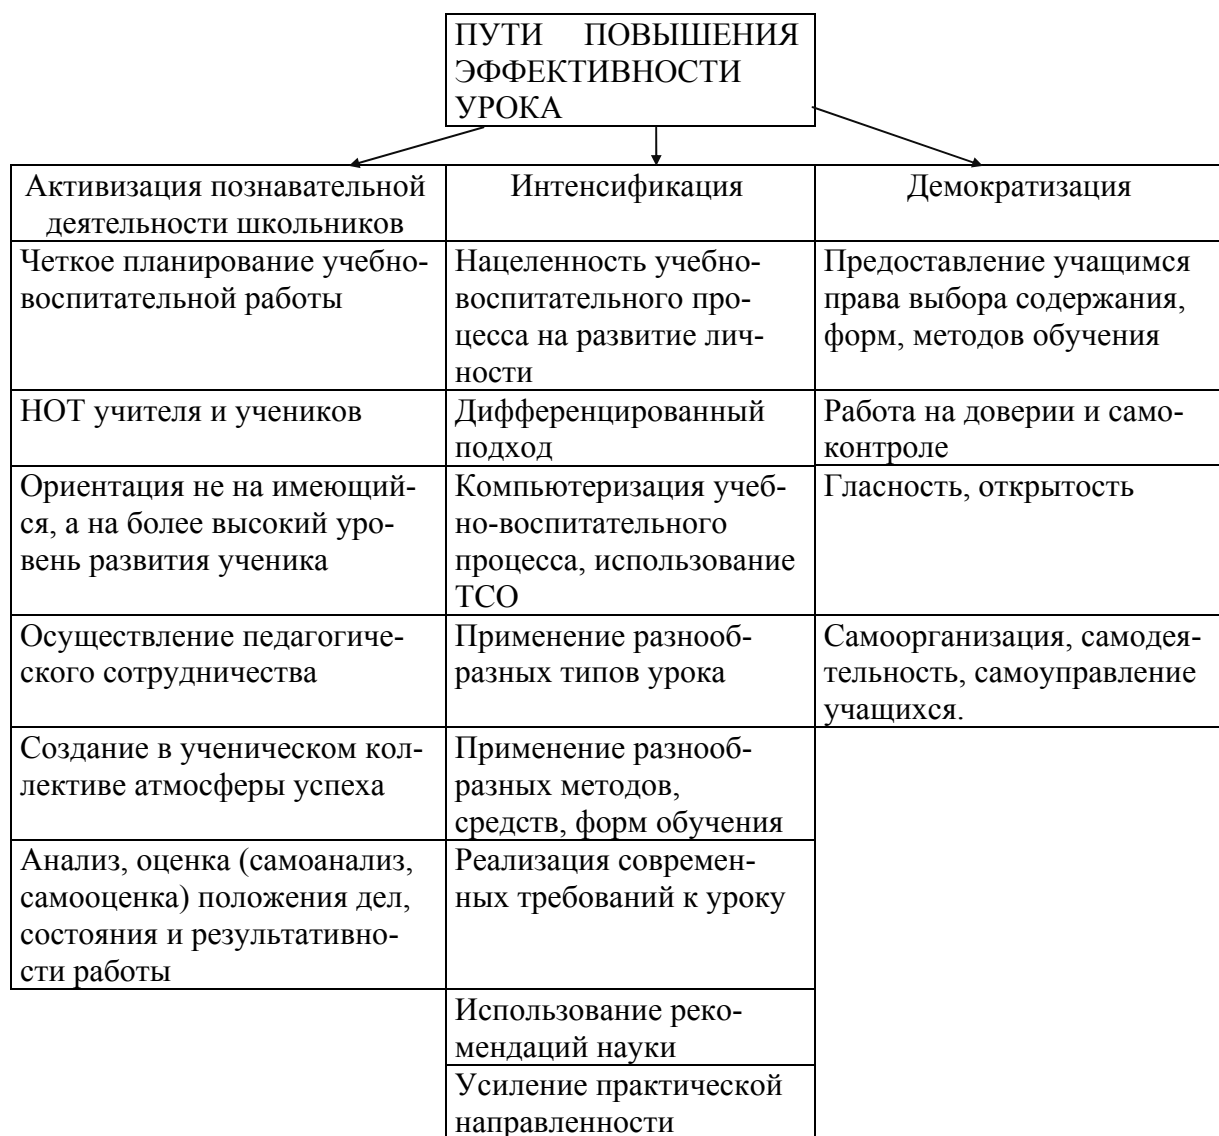 ПУТИ ПОВЫШЕНИЯ
ЭФФЕКТИВНОСТИ
УРОКА
Активизация познавательной
деятельности школьников
Интенсификация
Демократизация
Четкое планирование учебно-
воспитательной работы
Нацеленность учебно-
воспитательного про-
цесса на развитие лич-
ности
Предоставление учащимся
права выбора содержания,
форм, методов обучения
НОТ учителя и учеников
Дифференцированный
подход
Работа на доверии и само-
контроле
Ориентация не на имеющий-
ся, а на более высокий уро-
вень развития ученика
Компьютеризация учеб-
но-воспитательного
процесса, использование
ТСО
Гласность, открытость
Осуществление педагогиче-
ского сотрудничества
Применение разнооб-
разных типов урока
Самоорганизация, самодея-
тельность, самоуправление
учащихся.
Создание в ученическом кол-
лективе атмосферы успеха
Применение разнооб-
разных методов,
средств, форм обучения
Анализ, оценка (самоанализ,
самооценка) положения дел,
состояния и результативно-
сти работы
Реализация современ-
ных требований к уроку
Использование реко-
мендаций науки
Усиление практической
направленности